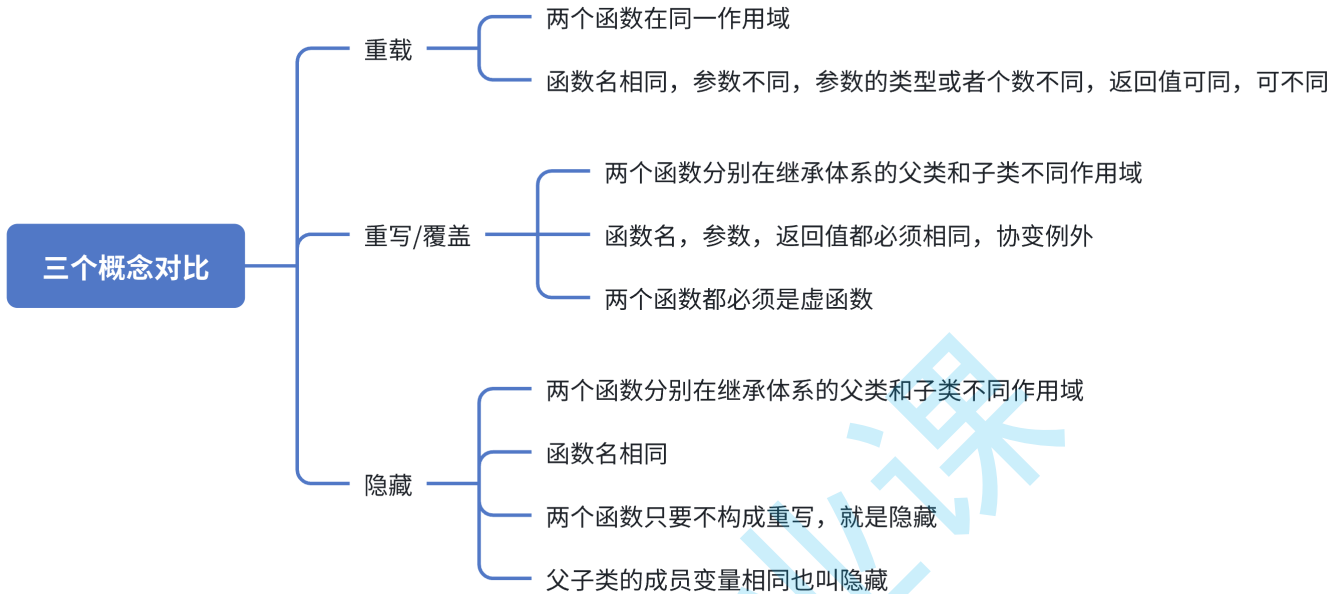 三个概念对比
重载
两个函数在同一作用域
函数名相同，参数不同，参数的类型或者个数不同，返回值可同，可不同
重写/覆盖
两个函数分别在继承体系的父类和子类不同作用域
函数名，参数，返回值都必须相同，协变例外
两个函数都必须是虚函数
隐藏
两个函数分别在继承体系的父类和子类不同作用域
函数名相同
两个函数只要不构成重写，就是隐藏
父子类的成员变量相同也叫隐藏
业课